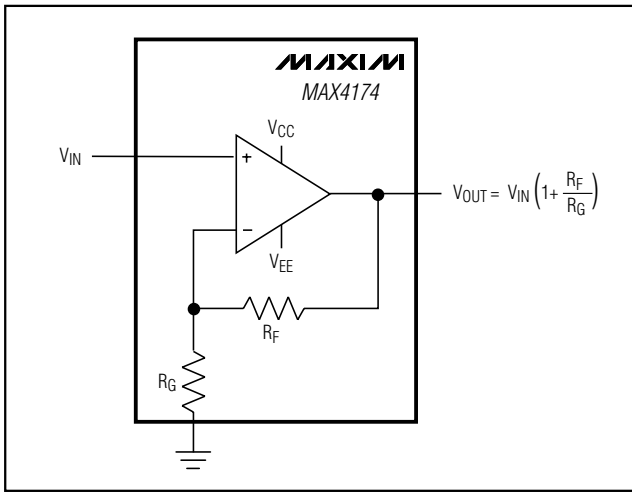 MAXIM
MAX4174
VCC
VIN
+
VOUT = VIN (1+ RF/RG)
−
VEE
RF
RG